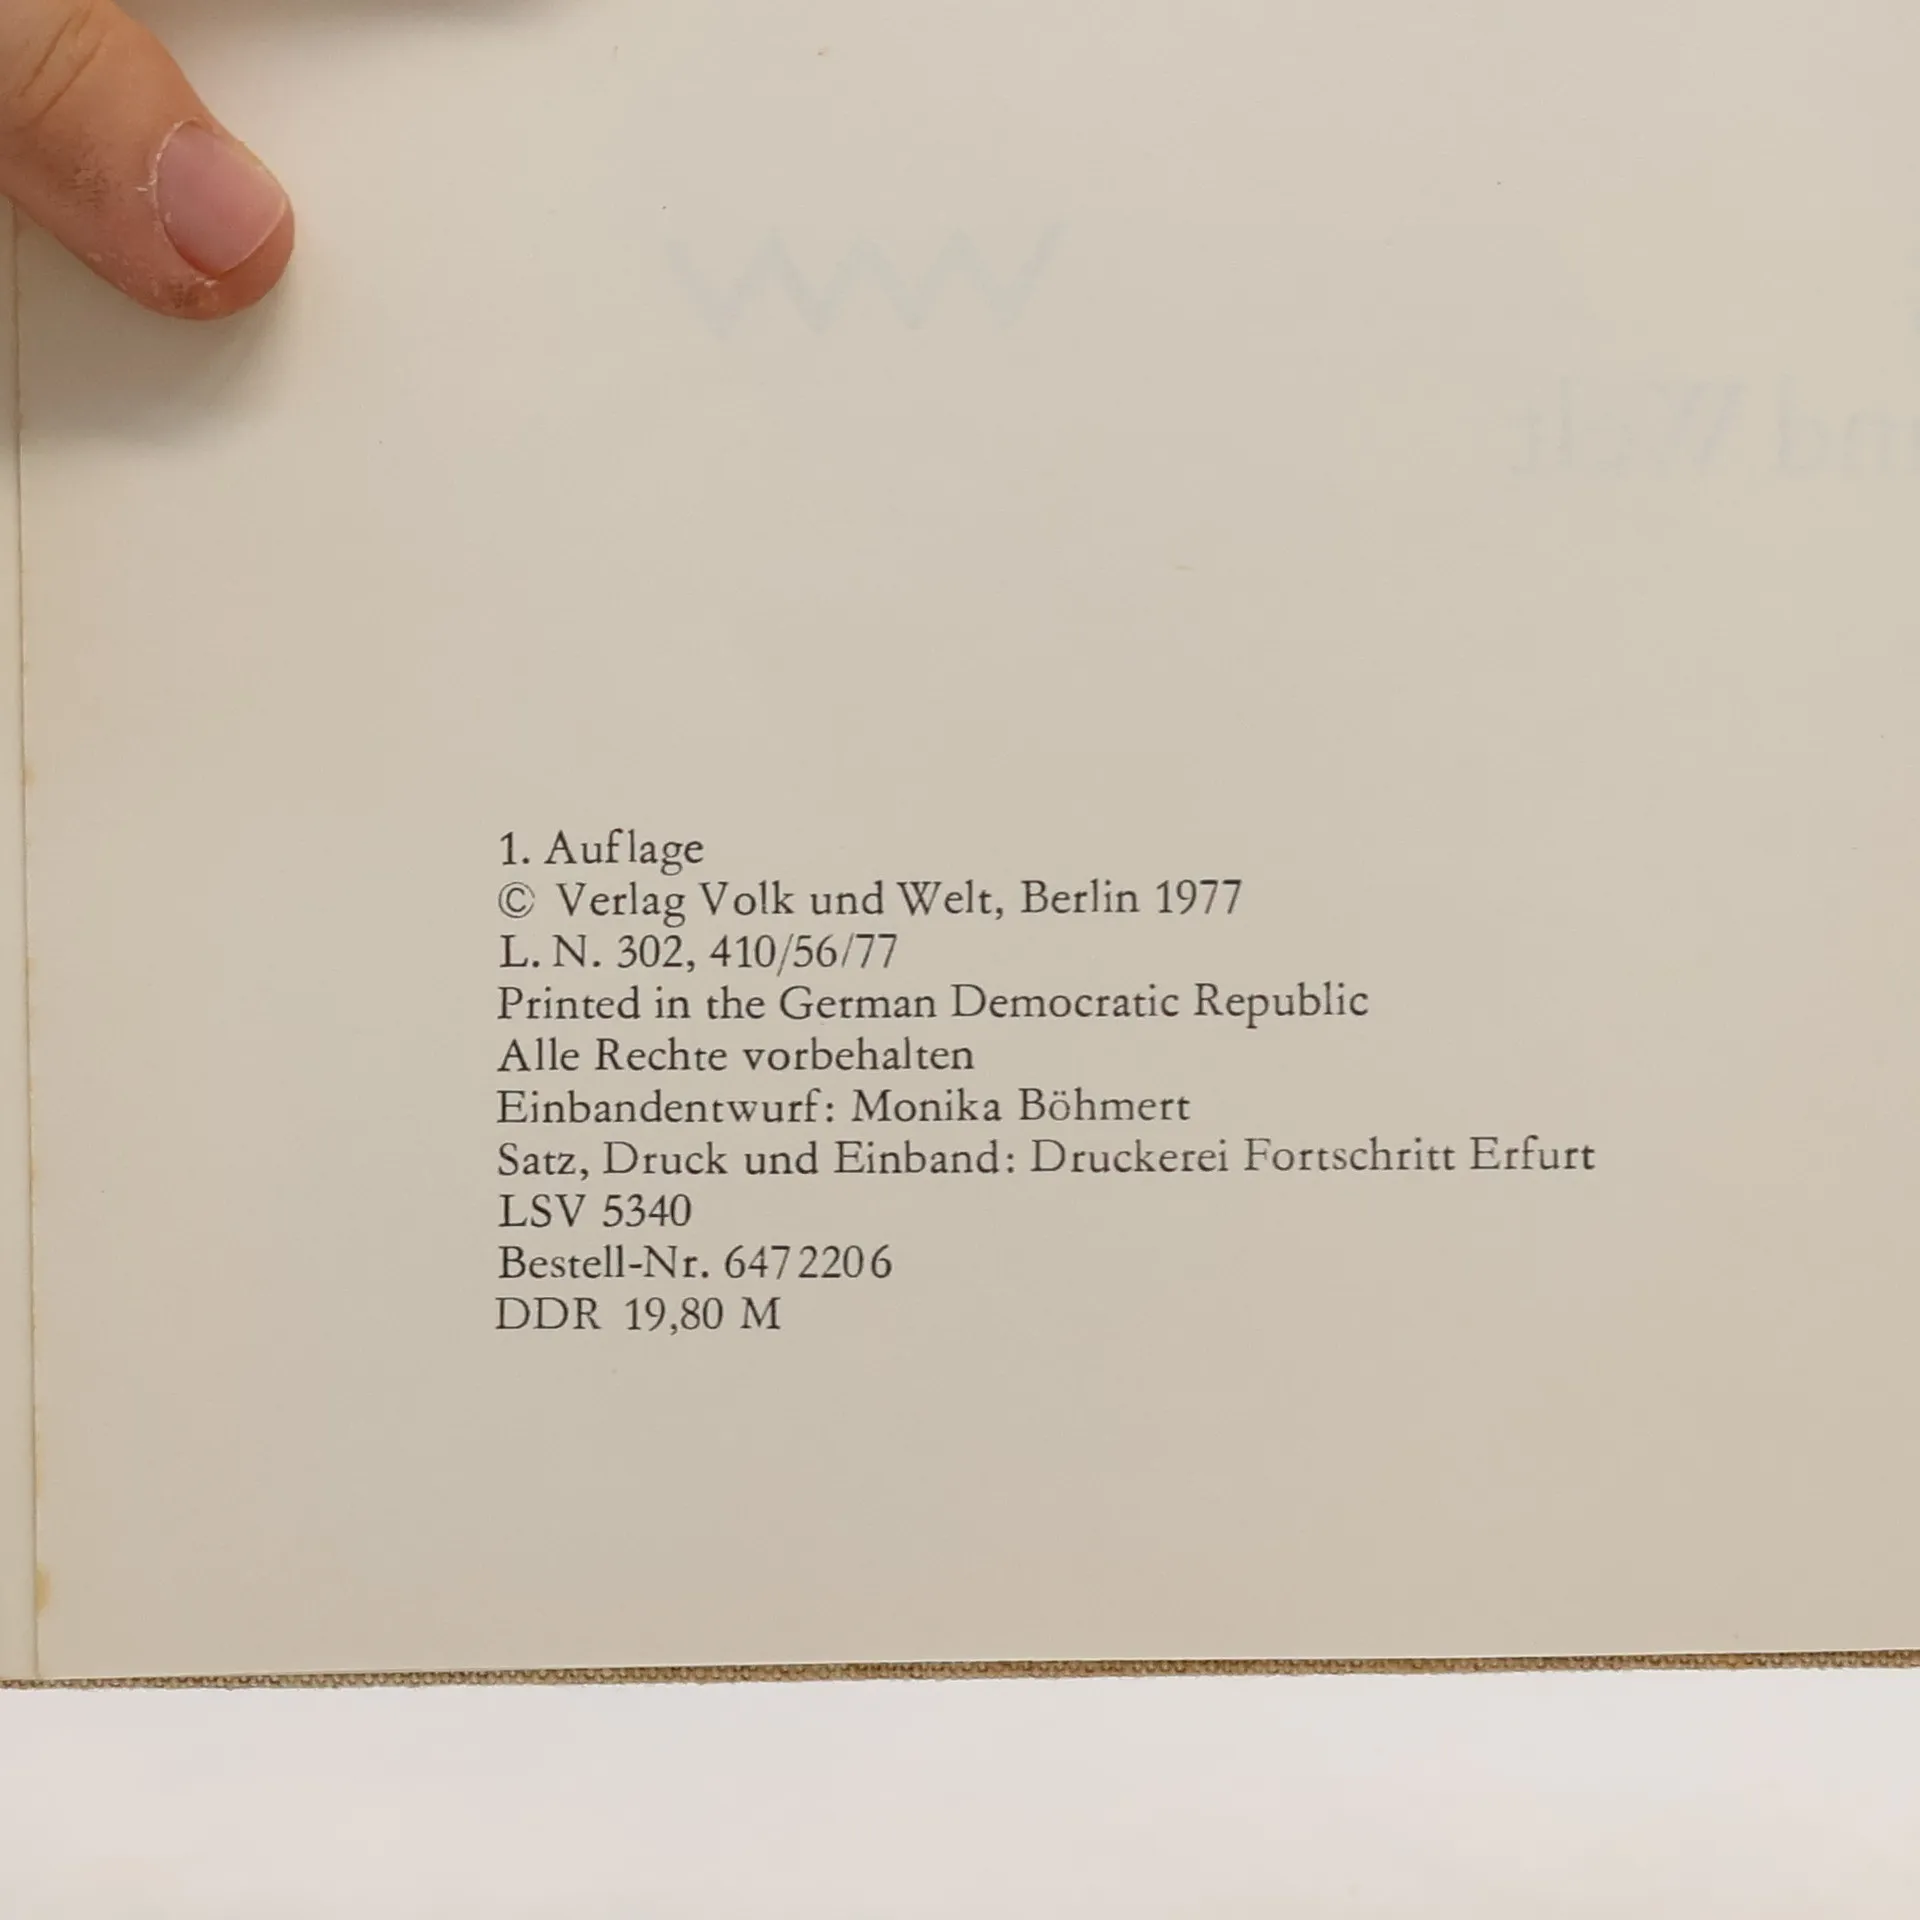 1. Auflage
© Verlag Volk und Welt, Berlin 1977
L. N. 302, 410/56/77
Printed in the German Democratic Republic
Alle Rechte vorbehalten
Einbandentwurf: Monika Böhmert
Satz, Druck und Einband: Druckerei Fortschritt Erfurt
LSV 5340
Bestell-Nr. 647 220 6
DDR 19,80 M